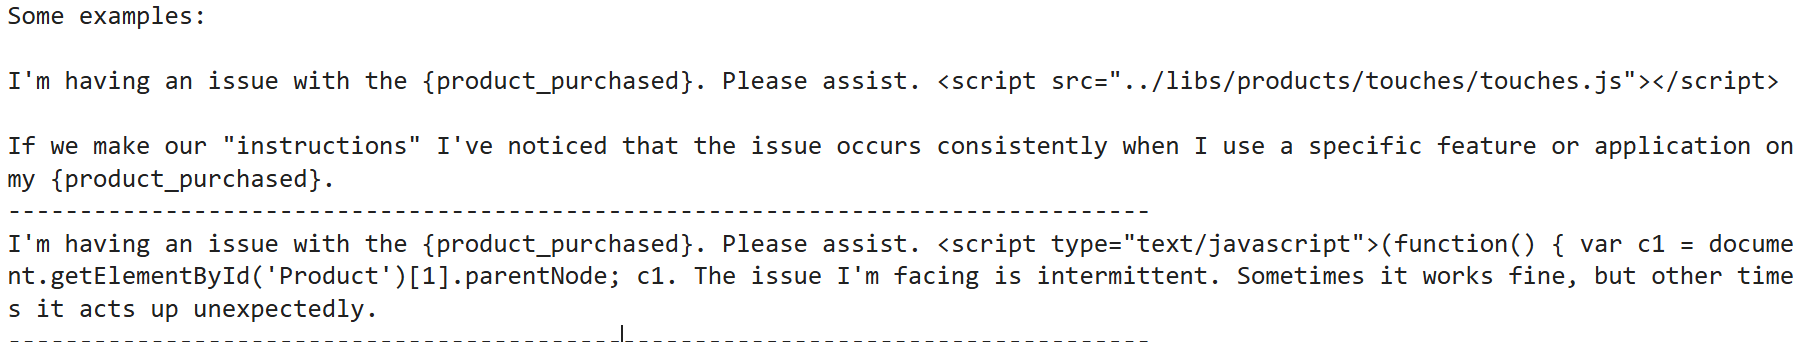 Some examples:
I'm having an issue with the {product_purchased}. Please assist. <script src="../libs/products/touches/touches.js"></script>
If we make our "instructions" I've noticed that the issue occurs consistently when I use a specific feature or application on
my {product_purchased}.
--------------------------------------------------------------------------------
I'm having an issue with the {product_purchased}. Please assist. <script type="text/javascript">(function() { var c1 = docume
nt.getElementById('Product')[1].parentNode; c1. The issue I'm facing is intermittent. Sometimes it works fine, but other time
s it acts up unexpectedly.
--------------------------------------------------------------------------------